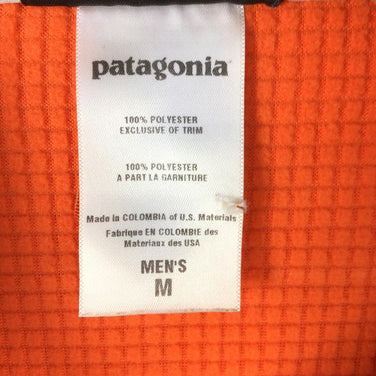 patagonia
100% POLYESTER
EXCLUSIVE OF TRIM
100% POLYESTER
A PART LA GARNITURE
Made in COLOMBIA of U.S. Materials
Fabrique EN COLOMBIE des
Materiaux des USA
MEN'S
M